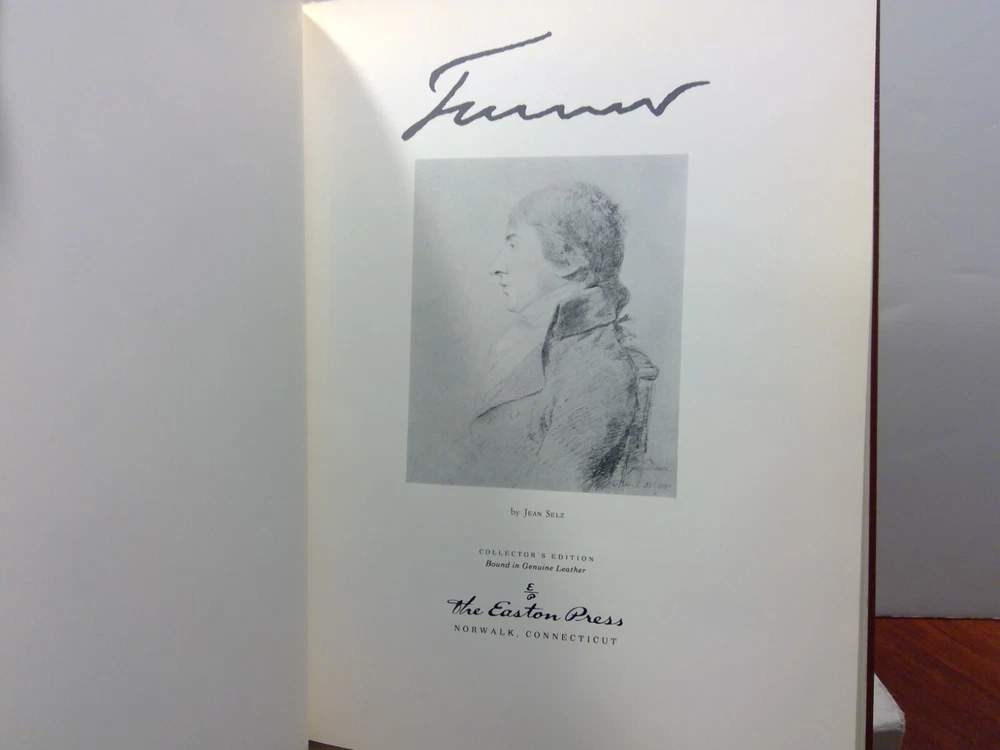 Turner
by JEAN SELZ
COLLECTOR'S EDITION
Bound in Genuine Leather
E
P
the Easton Press
NORWALK, CONNECTICUT